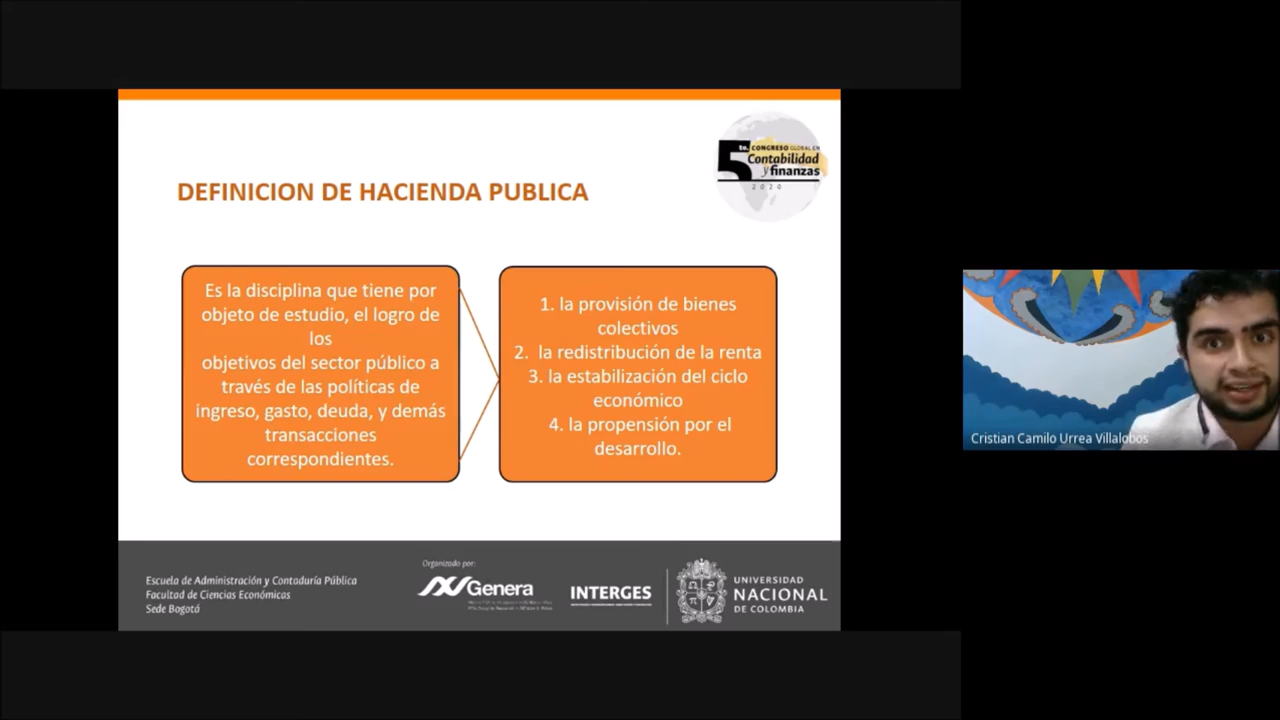 5to. CONGRESO GLOBAL EN
Contabilidad
y finanzas
2020
DEFINICION DE HACIENDA PUBLICA
Es la disciplina que tiene por
objeto de estudio, el logro de
los
objetivos del sector público a
través de las políticas de
ingreso, gasto, deuda, y demás
transacciones
correspondientes.
1. la provisión de bienes
colectivos
2. la redistribución de la renta
3. la estabilización del ciclo
económico
4. la propensión por el
desarrollo.
Cristian Camilo Urrea Villalobos
Escuela de Administración y Contaduría Pública
Facultad de Ciencias Económicas
Sede Bogotá
Organizado por:
Genera
INTERGES
UNIVERSIDAD
NACIONAL
DE COLOMBIA